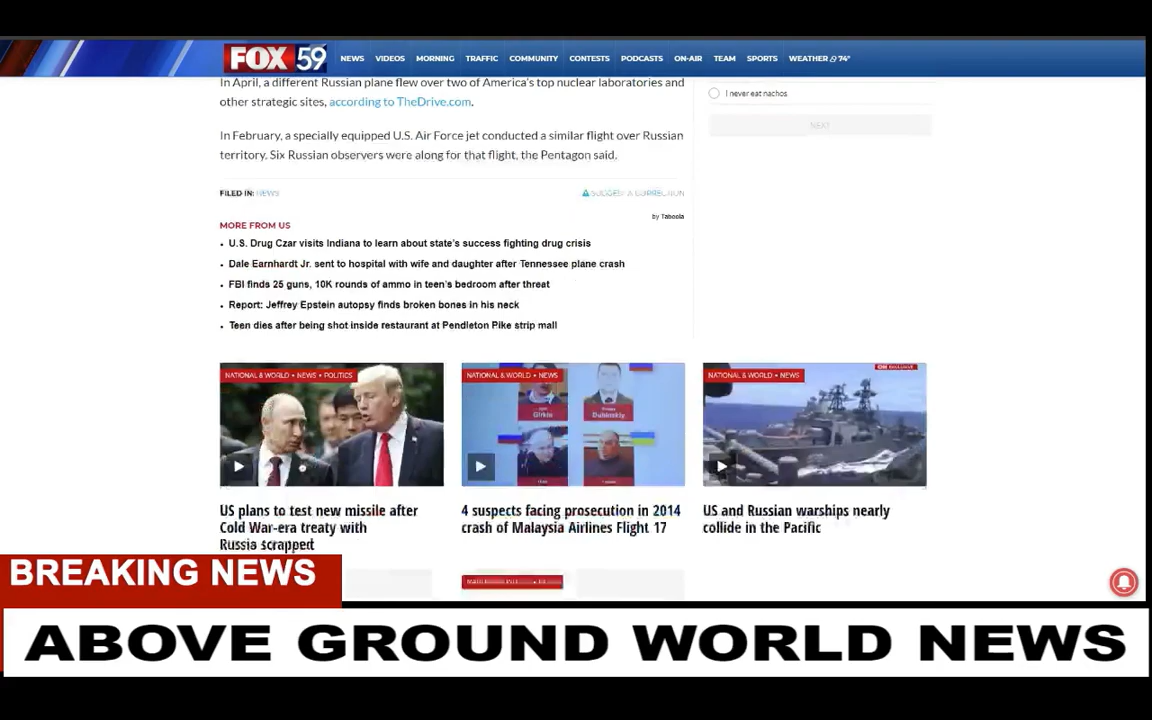 FOX 59 NEWS VIDEOS MORNING TRAFFIC COMMUNITY CONTESTS PODCASTS ON-AIR TEAM SPORTS WEATHER 74°
In April, a different Russian plane flew over two of America's top nuclear laboratories and
other strategic sites, according to TheDrive.com.
In February, a specially equipped U.S. Air Force jet conducted a similar flight over Russian
territory. Six Russian observers were along for that flight, the Pentagon said.
I never eat nachos
NEXT
FILED IN: NEWS
SUGGEST A CORRECTION
by Taboola
MORE FROM US
• U.S. Drug Czar visits Indiana to learn about state's success fighting drug crisis
• Dale Earnhardt Jr. sent to hospital with wife and daughter after Tennessee plane crash
• FBI finds 25 guns, 10K rounds of ammo in teen's bedroom after threat
• Report: Jeffrey Epstein autopsy finds broken bones in his neck
• Teen dies after being shot inside restaurant at Pendleton Pike strip mall
NATIONAL & WORLD • NEWS • POLITICS
US plans to test new missile after
Cold War-era treaty with
Russia scrapped
NATIONAL & WORLD • NEWS
Girkin
Dubinskiy
4 suspects facing prosecution in 2014
crash of Malaysia Airlines Flight 17
NATIONAL & WORLD • NEWS
EXCLUSIVE
US and Russian warships nearly
collide in the Pacific
BREAKING NEWS
ABOVE GROUND WORLD NEWS